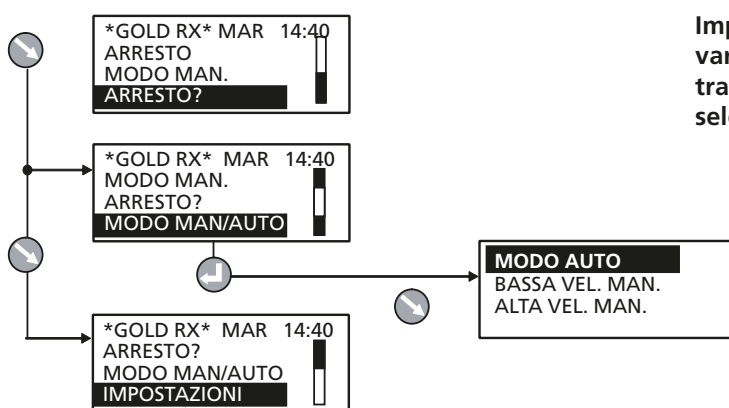 *GOLD RX* MAR 14:40
ARRESTO
MODO MAN.
ARRESTO?
*GOLD RX* MAR 14:40
MODO MAN.
ARRESTO?
MODO MAN/AUTO
MODO AUTO
BASSA VEL. MAN.
ALTA VEL. MAN.
*GOLD RX* MAR 14:40
ARRESTO?
MODO MAN/AUTO
IMPOSTAZIONI